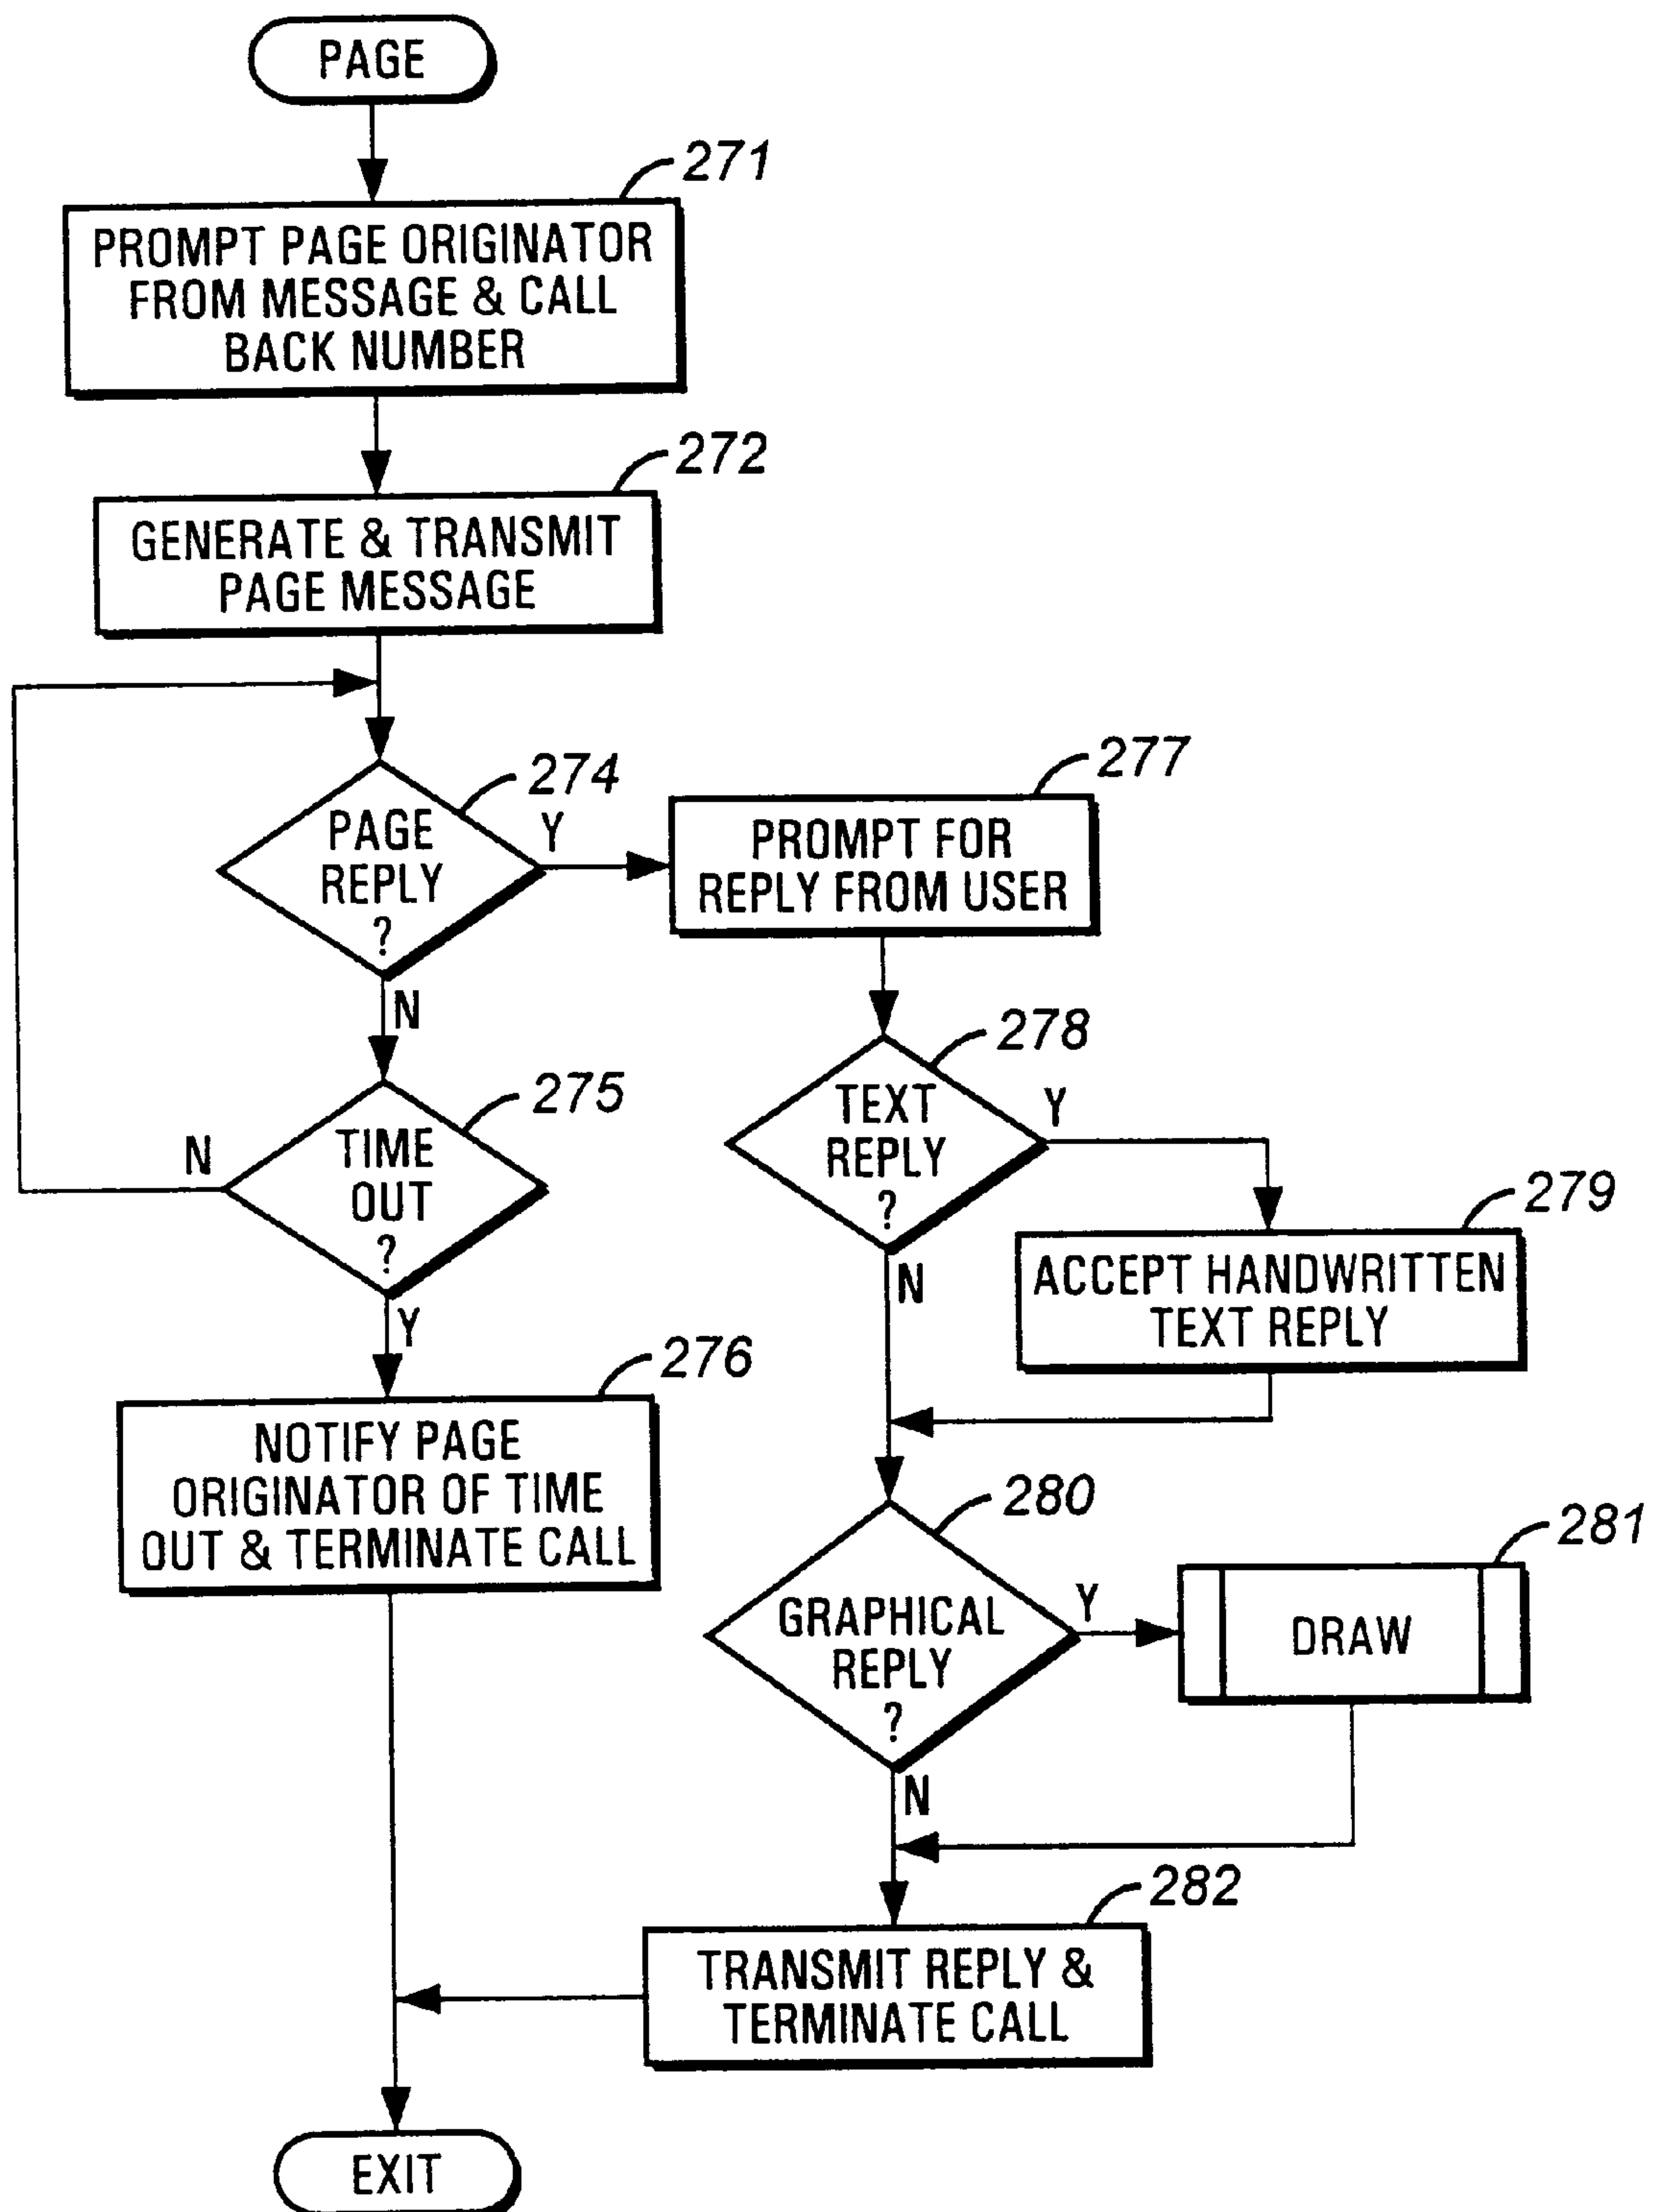 PAGE
271
PROMPT PAGE ORIGINATOR
FROM MESSAGE & CALL
BACK NUMBER
272
GENERATE & TRANSMIT
PAGE MESSAGE
274
PAGE
REPLY
?
Y
N
277
PROMPT FOR
REPLY FROM USER
275
TIME
OUT
?
N
Y
278
TEXT
REPLY
?
Y
N
279
ACCEPT HANDWRITTEN
TEXT REPLY
276
NOTIFY PAGE
ORIGINATOR OF TIME
OUT & TERMINATE CALL
280
GRAPHICAL
REPLY
?
Y
N
281
DRAW
282
TRANSMIT REPLY &
TERMINATE CALL
EXIT